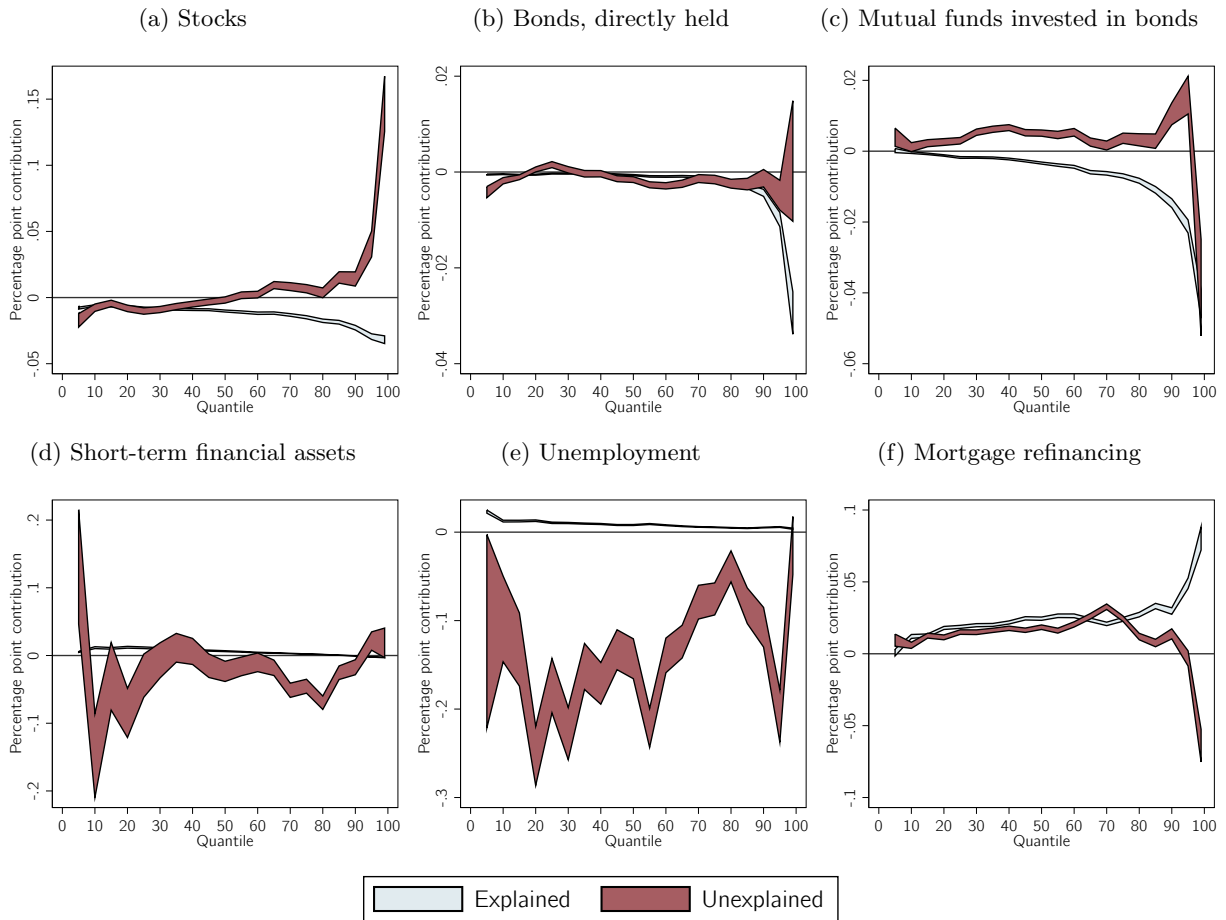 (a) Stocks
(b) Bonds, directly held
(c) Mutual funds invested in bonds
Percentage point contribution
.15
.1
.05
0
-.05
0 10 20 30 40 50 60 70 80 90 100
Quantile
Percentage point contribution
.02
0
-.02
-.04
0 10 20 30 40 50 60 70 80 90 100
Quantile
Percentage point contribution
.02
0
-.02
-.04
-.06
0 10 20 30 40 50 60 70 80 90 100
Quantile
(d) Short-term financial assets
(e) Unemployment
(f) Mortgage refinancing
Percentage point contribution
.2
.1
0
-.1
-.2
0 10 20 30 40 50 60 70 80 90 100
Quantile
Percentage point contribution
0
-.1
-.2
-.3
0 10 20 30 40 50 60 70 80 90 100
Quantile
Percentage point contribution
.1
.05
0
-.05
-.1
0 10 20 30 40 50 60 70 80 90 100
Quantile
Explained
Unexplained